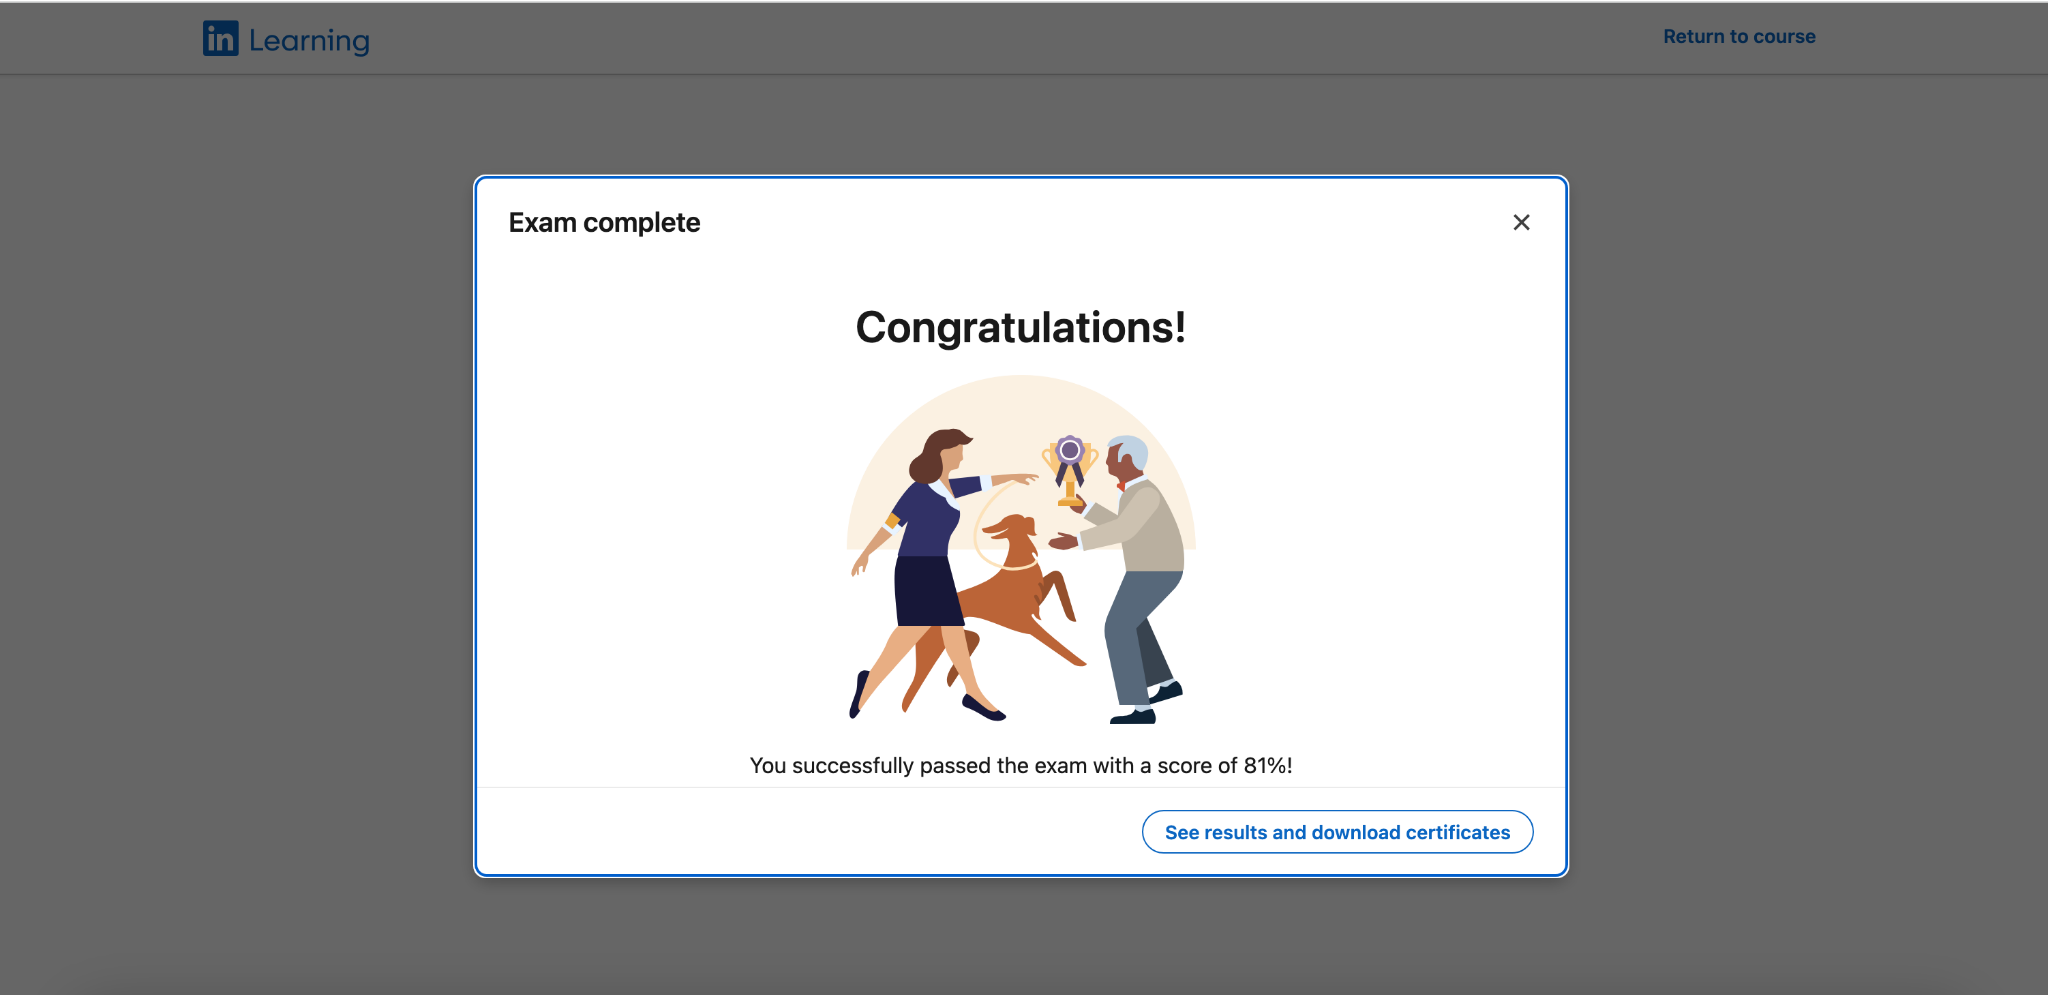 in Learning
Return to course
Exam complete
Congratulations!
You successfully passed the exam with a score of 81%!
See results and download certificates